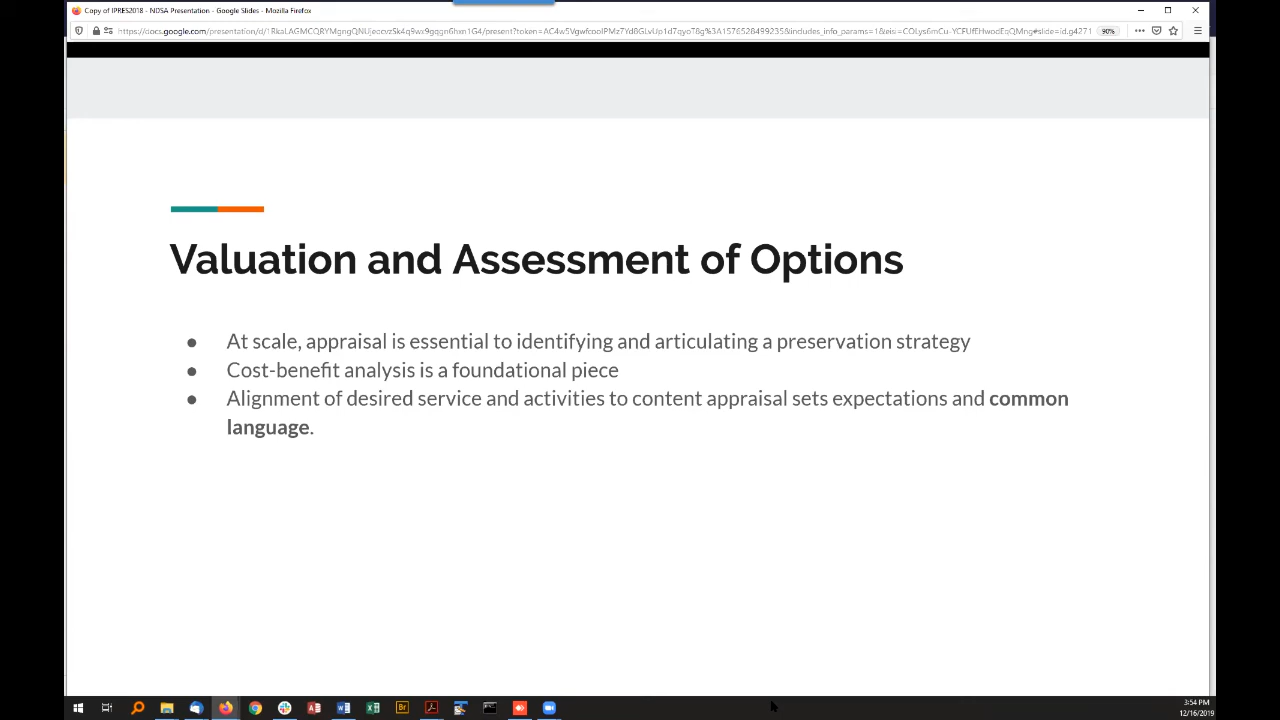 Copy of IPRES2018 - NDSA Presentation - Google Slides - Mozilla Firefox
90%
Valuation and Assessment of Options
● At scale, appraisal is essential to identifying and articulating a preservation strategy
● Cost-benefit analysis is a foundational piece
● Alignment of desired service and activities to content appraisal sets expectations and common
language.
Br
3:54 PM
12/16/2019